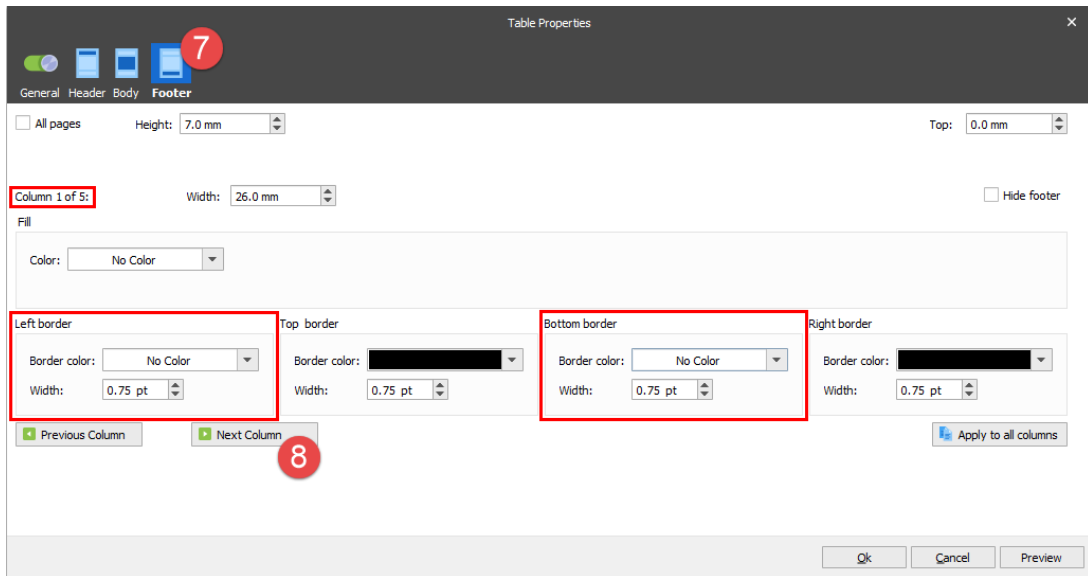 Table Properties
7
General Header Body Footer
All pages Height: 7.0 mm Top: 0.0 mm
Column 1 of 5: Width: 26.0 mm Hide footer
Fill
Color: No Color
Left border Top border Bottom border Right border
Border color: No Color Border color: Border color: No Color Border color:
Width: 0.75 pt Width: 0.75 pt Width: 0.75 pt Width: 0.75 pt
Previous Column Next Column Apply to all columns
8
Ok Cancel Preview